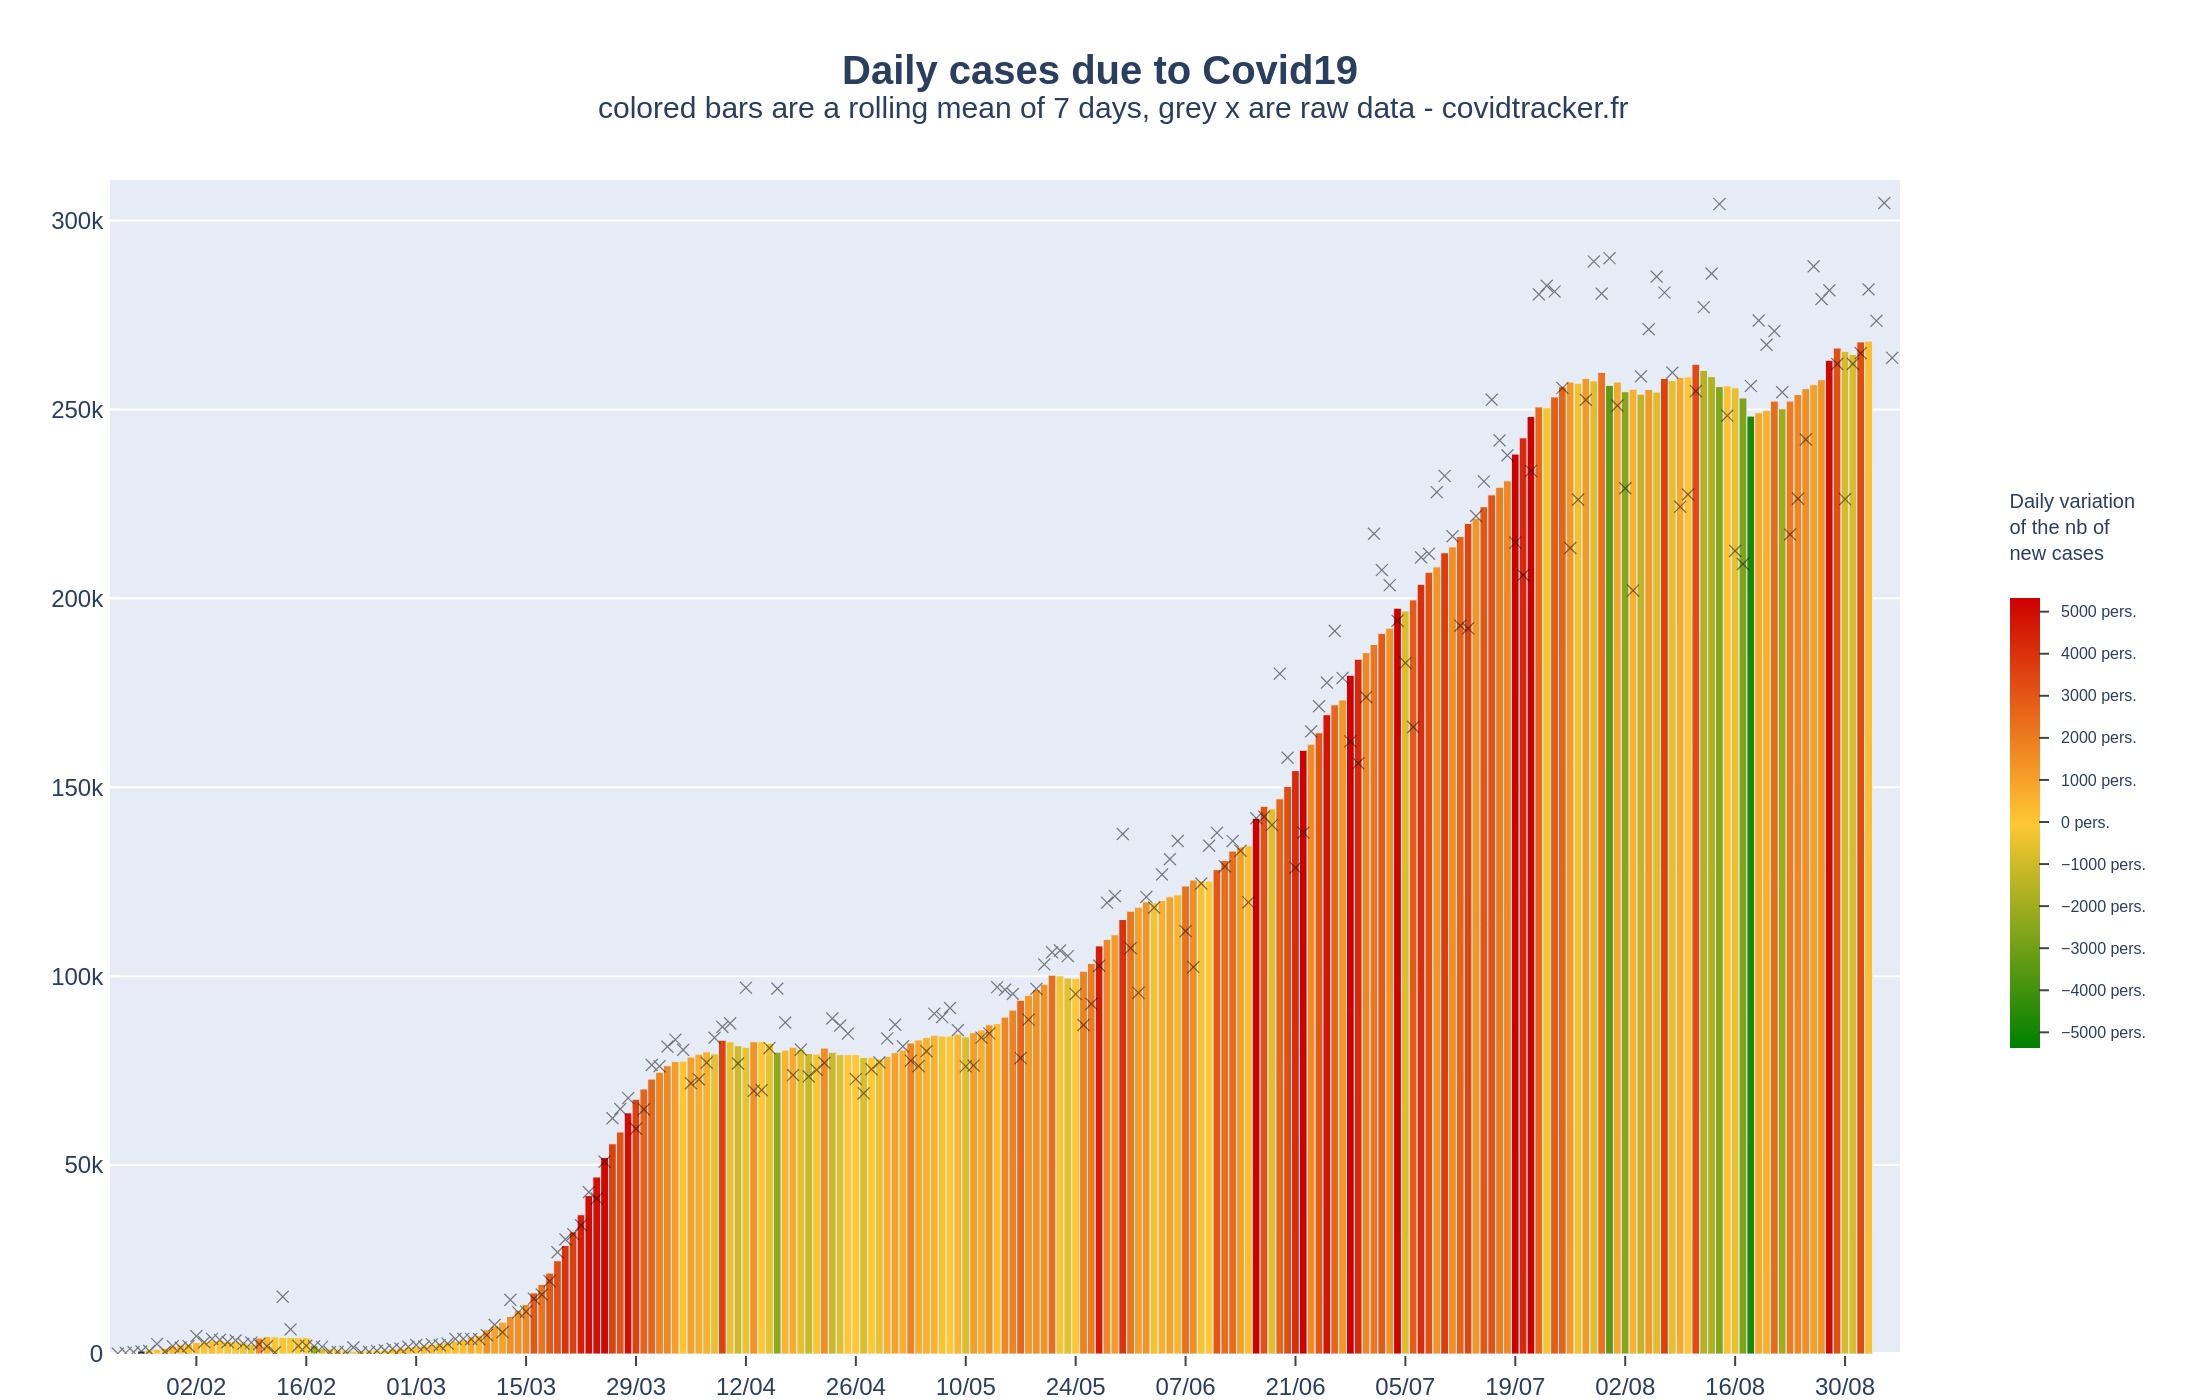 Daily cases due to Covid19
colored bars are a rolling mean of 7 days, grey x are raw data - covidtracker.fr
300k
250k
200k
150k
100k
50k
0
02/02 16/02 01/03 15/03 29/03 12/04 26/04 10/05 24/05 07/06 21/06 05/07 19/07 02/08 16/08 30/08
Daily variation
of the nb of
new cases
5000 pers.
4000 pers.
3000 pers.
2000 pers.
1000 pers.
0 pers.
−1000 pers.
−2000 pers.
−3000 pers.
−4000 pers.
−5000 pers.